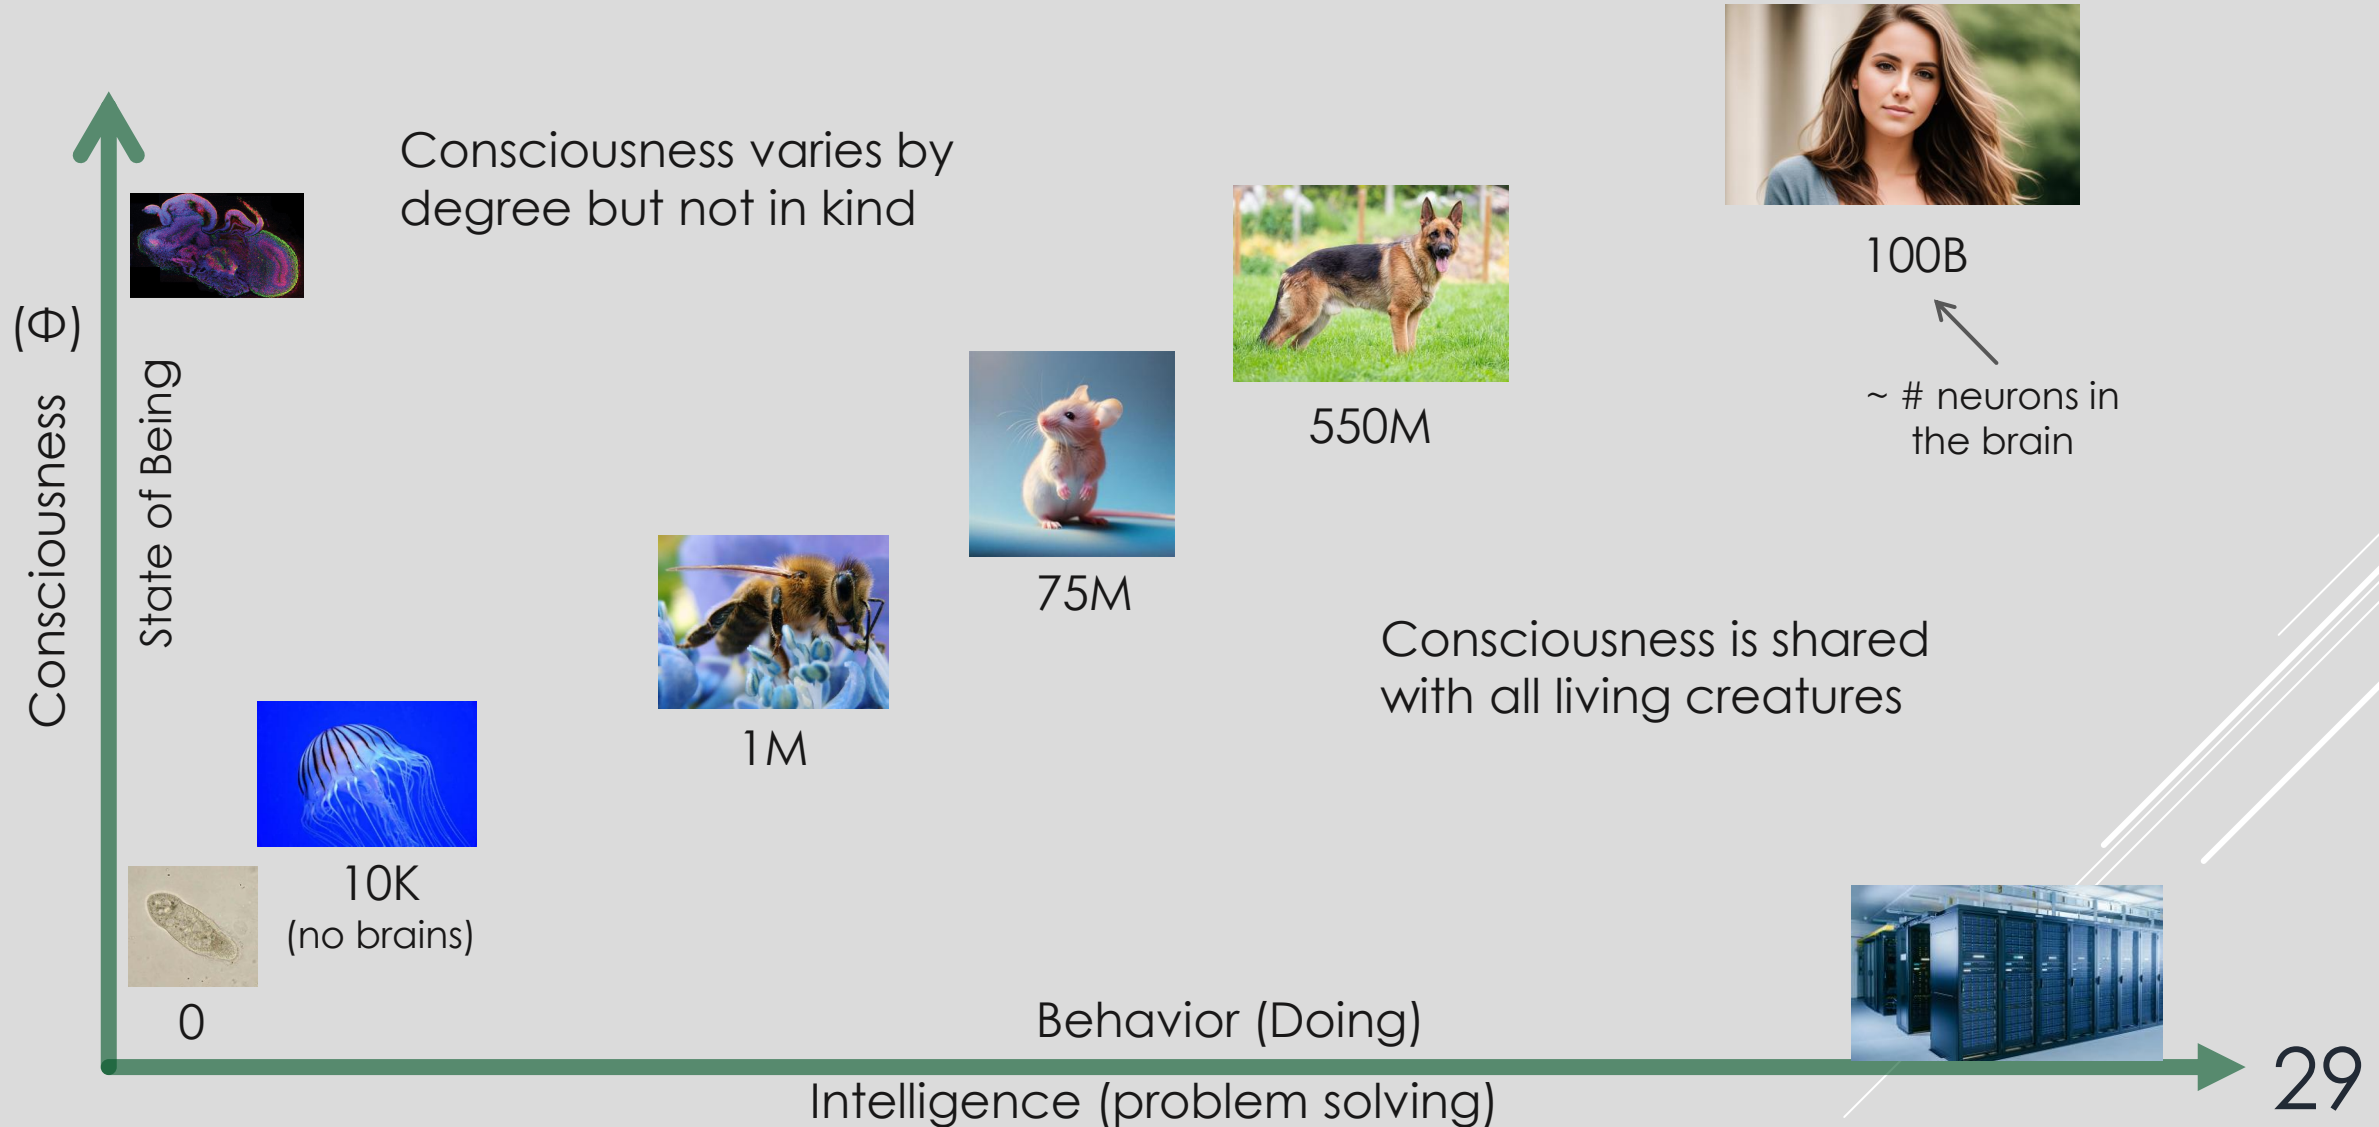 Consciousness varies by
degree but not in kind
Consciousness (Φ)
State of Being
100B
~ # neurons in
the brain
550M
75M
1M
Consciousness is shared
with all living creatures
10K
(no brains)
0
Behavior (Doing)
Intelligence (problem solving)
29